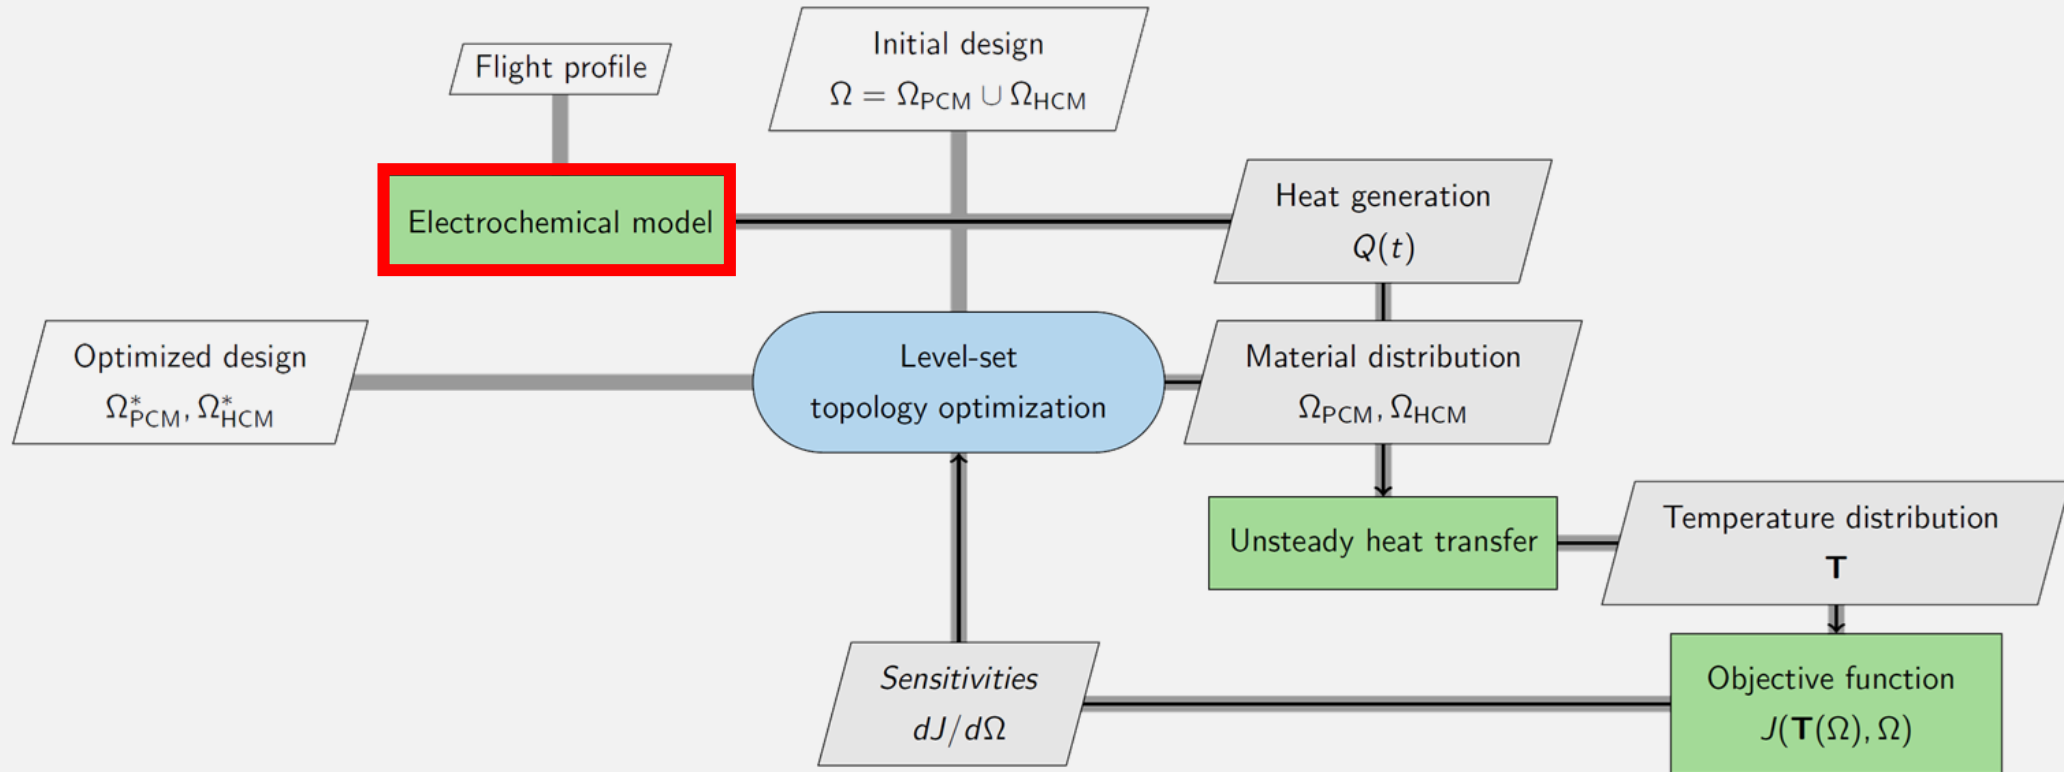 Flight profile
Initial design
Ω = Ω_PCM ∪ Ω_HCM
Electrochemical model
Heat generation
Q(t)
Optimized design
Ω*_PCM, Ω*_HCM
Level-set
topology optimization
Material distribution
Ω_PCM, Ω_HCM
Unsteady heat transfer
Temperature distribution
T
Sensitivities
dJ/dΩ
Objective function
J(T(Ω), Ω)